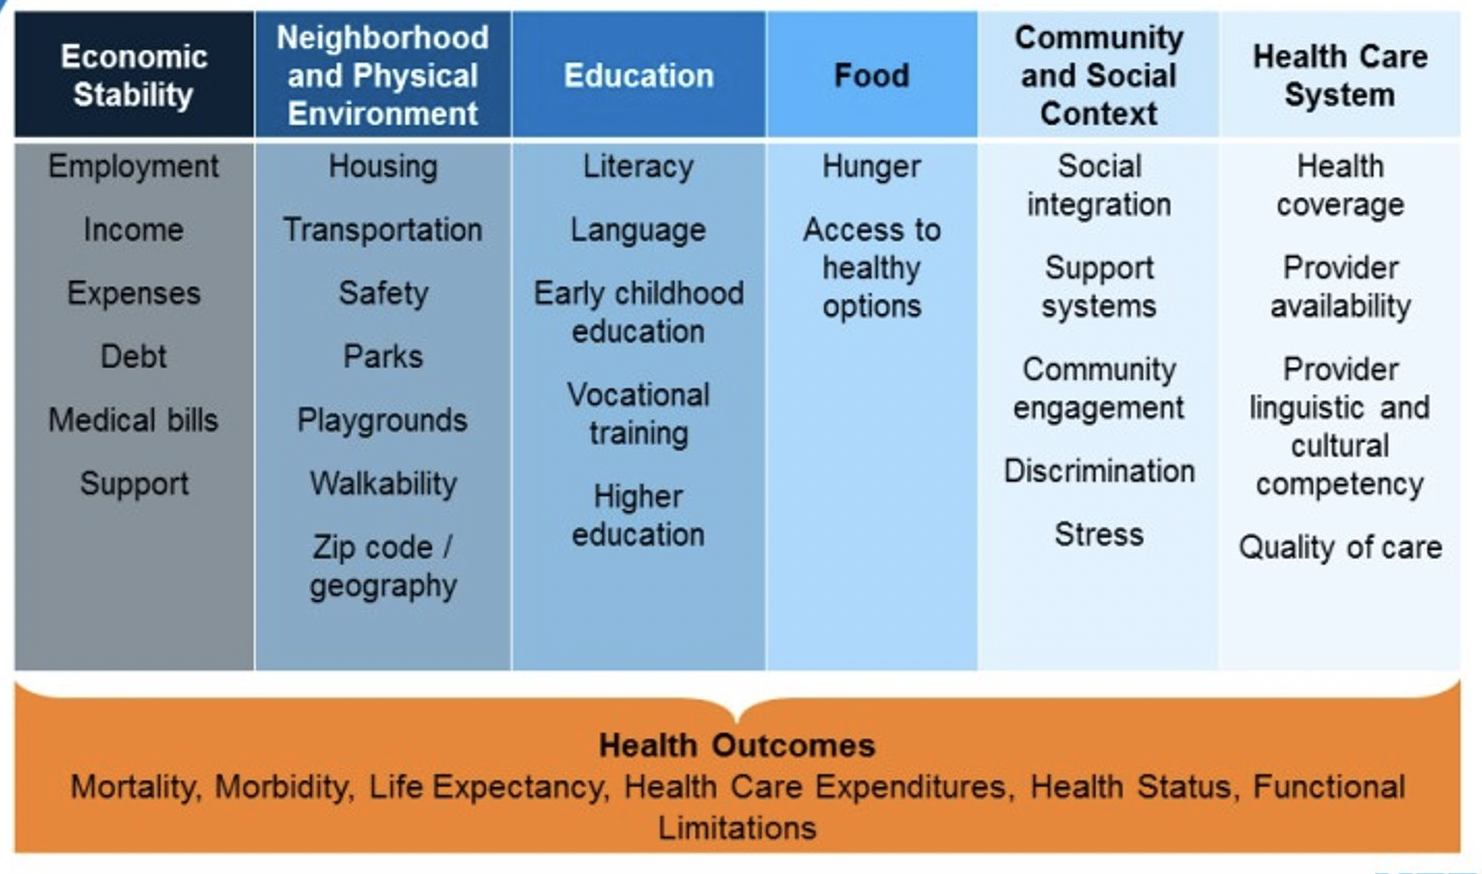 Economic
Stability
Neighborhood
and Physical
Environment
Education
Food
Community
and Social
Context
Health Care
System
Employment
Income
Expenses
Debt
Medical bills
Support
Housing
Transportation
Safety
Parks
Playgrounds
Walkability
Zip code /
geography
Literacy
Language
Early childhood
education
Vocational
training
Higher
education
Hunger
Access to
healthy
options
Social
integration
Support
systems
Community
engagement
Discrimination
Stress
Health
coverage
Provider
availability
Provider
linguistic and
cultural
competency
Quality of care
Health Outcomes
Mortality, Morbidity, Life Expectancy, Health Care Expenditures, Health Status, Functional
Limitations